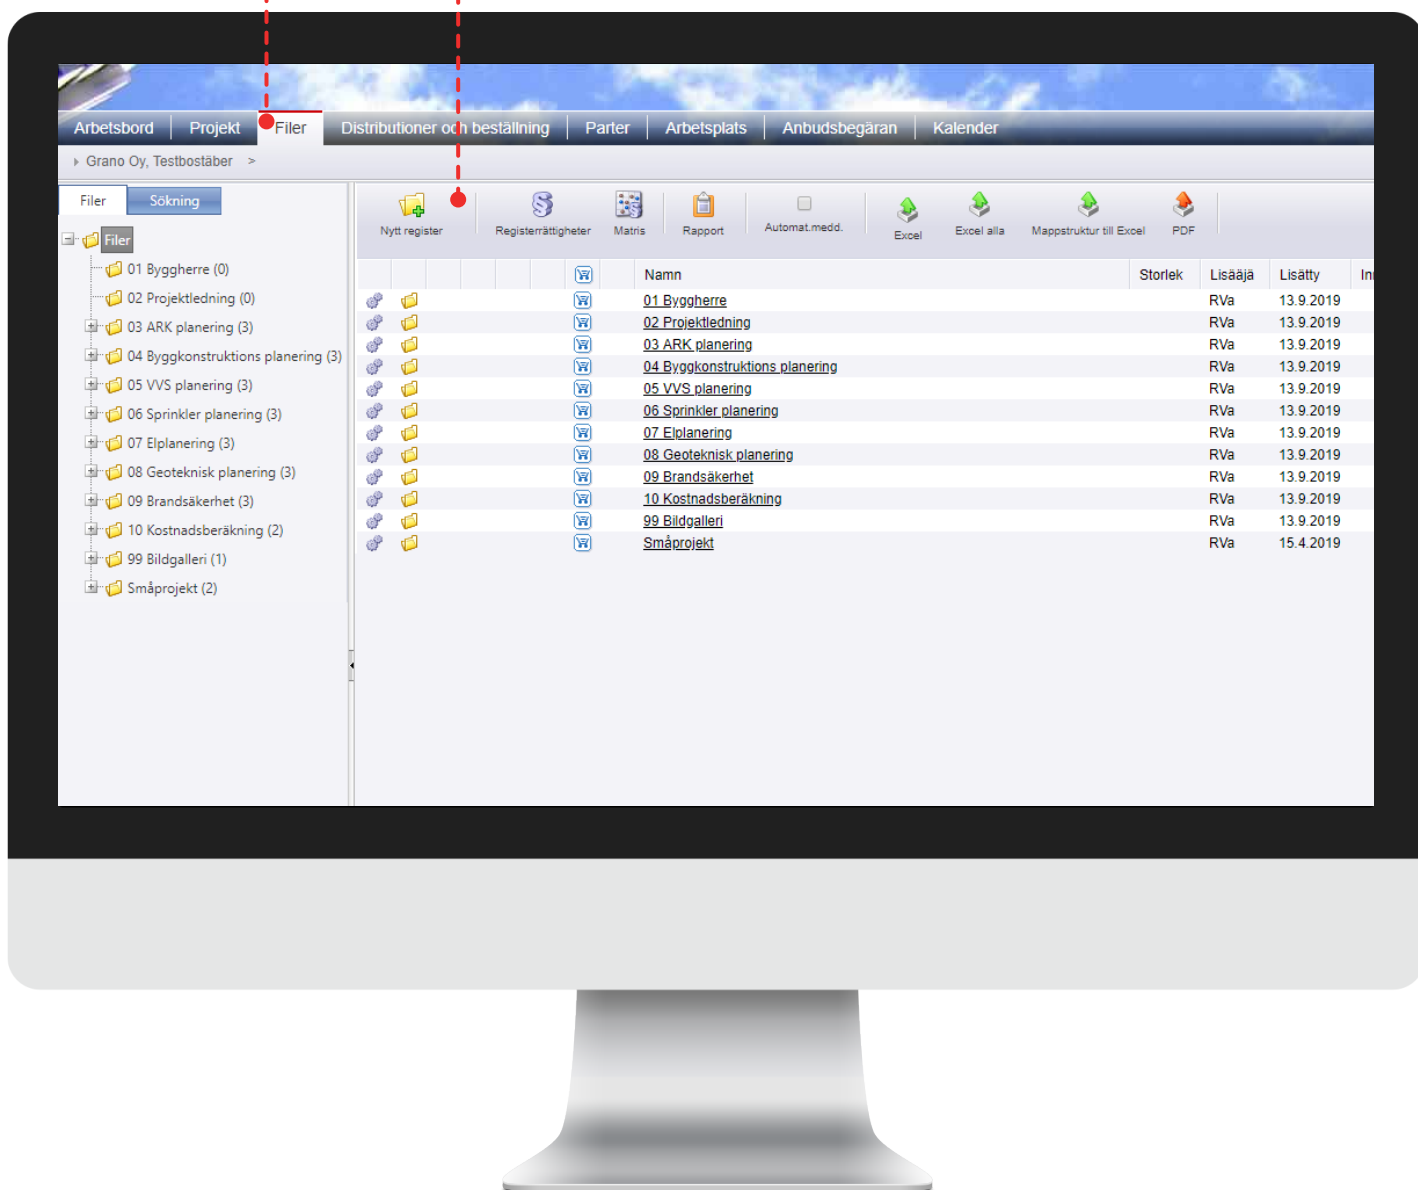 Arbetsbord Projekt Filer Distributioner och beställning Parter Arbetsplats Anbudsbegäran Kalender
Grano Oy, Testbostäber >
Filer Sökning
Nytt register Registerrättigheter Matris Rapport Automat.medd. Excel Excel alla Mappstruktur till Excel PDF
Filer
01 Byggherre (0)
02 Projektledning (0)
03 ARK planering (3)
04 Byggkonstruktions planering (3)
05 VVS planering (3)
06 Sprinkler planering (3)
07 Elplanering (3)
08 Geoteknisk planering (3)
09 Brandsäkerhet (3)
10 Kostnadsberäkning (2)
99 Bildgalleri (1)
Småprojekt (2)
Namn Storlek Lisääjä Lisätty
01 Byggherre RVa 13.9.2019
02 Projektledning RVa 13.9.2019
03 ARK planering RVa 13.9.2019
04 Byggkonstruktions planering RVa 13.9.2019
05 VVS planering RVa 13.9.2019
06 Sprinkler planering RVa 13.9.2019
07 Elplanering RVa 13.9.2019
08 Geoteknisk planering RVa 13.9.2019
09 Brandsäkerhet RVa 13.9.2019
10 Kostnadsberäkning RVa 13.9.2019
99 Bildgalleri RVa 13.9.2019
Småprojekt RVa 15.4.2019